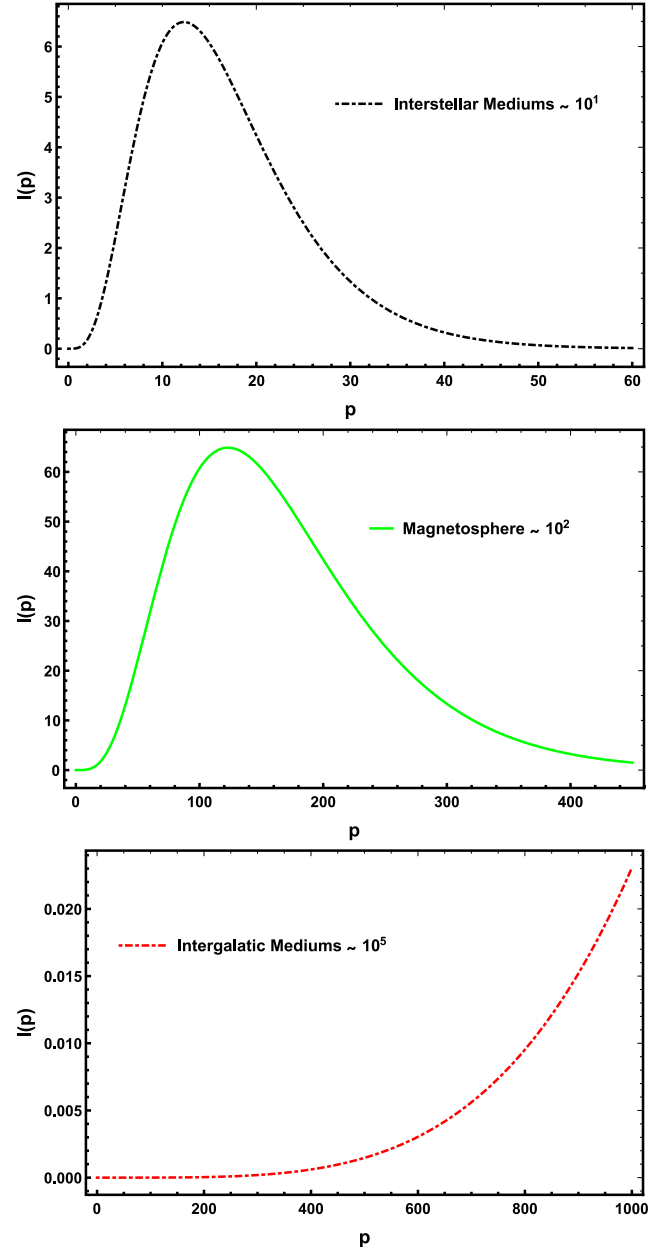 6
5
4
3
2
1
0
I(p)
Interstellar Mediums ~ 10¹
0 10 20 30 40 50 60
p
60
50
40
30
20
10
0
I(p)
Magnetosphere ~ 10²
0 100 200 300 400
p
0.020
0.015
0.010
0.005
0.000
I(p)
Intergalatic Mediums ~ 10⁵
0 200 400 600 800 1000
p